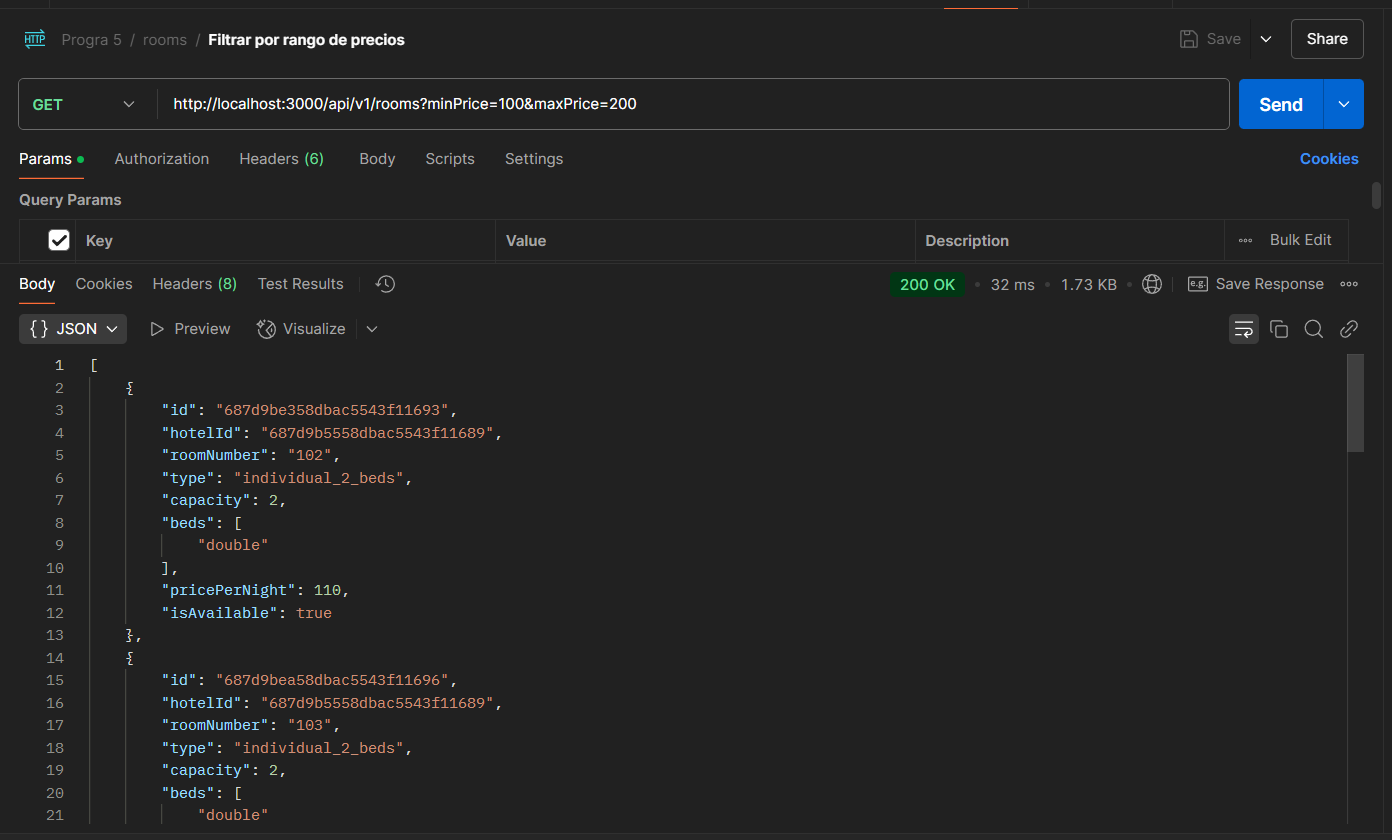 HTTP Progra 5 / rooms / Filtrar por rango de precios Save Share
GET http://localhost:3000/api/v1/rooms?minPrice=100&maxPrice=200 Send
Params Authorization Headers (6) Body Scripts Settings Cookies
Query Params
Key Value Description Bulk Edit
Body Cookies Headers (8) Test Results 200 OK 32 ms 1.73 KB e.g. Save Response
{} JSON Preview Visualize
1 [
2 {
3 "id": "687d9be358dbac5543f11693",
4 "hotelId": "687d9b5558dbac5543f11689",
5 "roomNumber": "102",
6 "type": "individual_2_beds",
7 "capacity": 2,
8 "beds": [
9 "double"
10 ],
11 "pricePerNight": 110,
12 "isAvailable": true
13 },
14 {
15 "id": "687d9bea58dbac5543f11696",
16 "hotelId": "687d9b5558dbac5543f11689",
17 "roomNumber": "103",
18 "type": "individual_2_beds",
19 "capacity": 2,
20 "beds": [
21 "double"